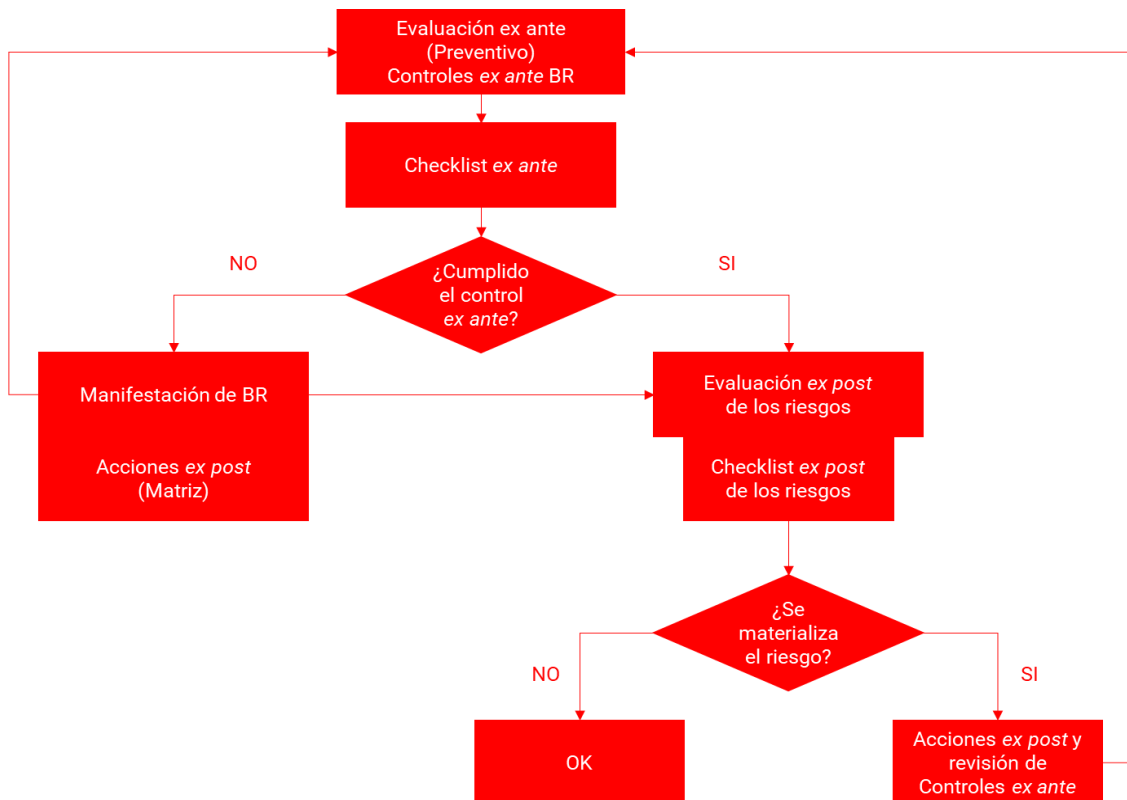 Evaluación ex ante
(Preventivo)
Controles ex ante BR
Checklist ex ante
NO
SI
¿Cumplido
el control
ex ante?
Manifestación de BR
Acciones ex post
(Matriz)
Evaluación ex post
de los riesgos
Checklist ex post
de los riesgos
¿Se
materializa
el riesgo?
NO
SI
OK
Acciones ex post y
revisión de
Controles ex ante